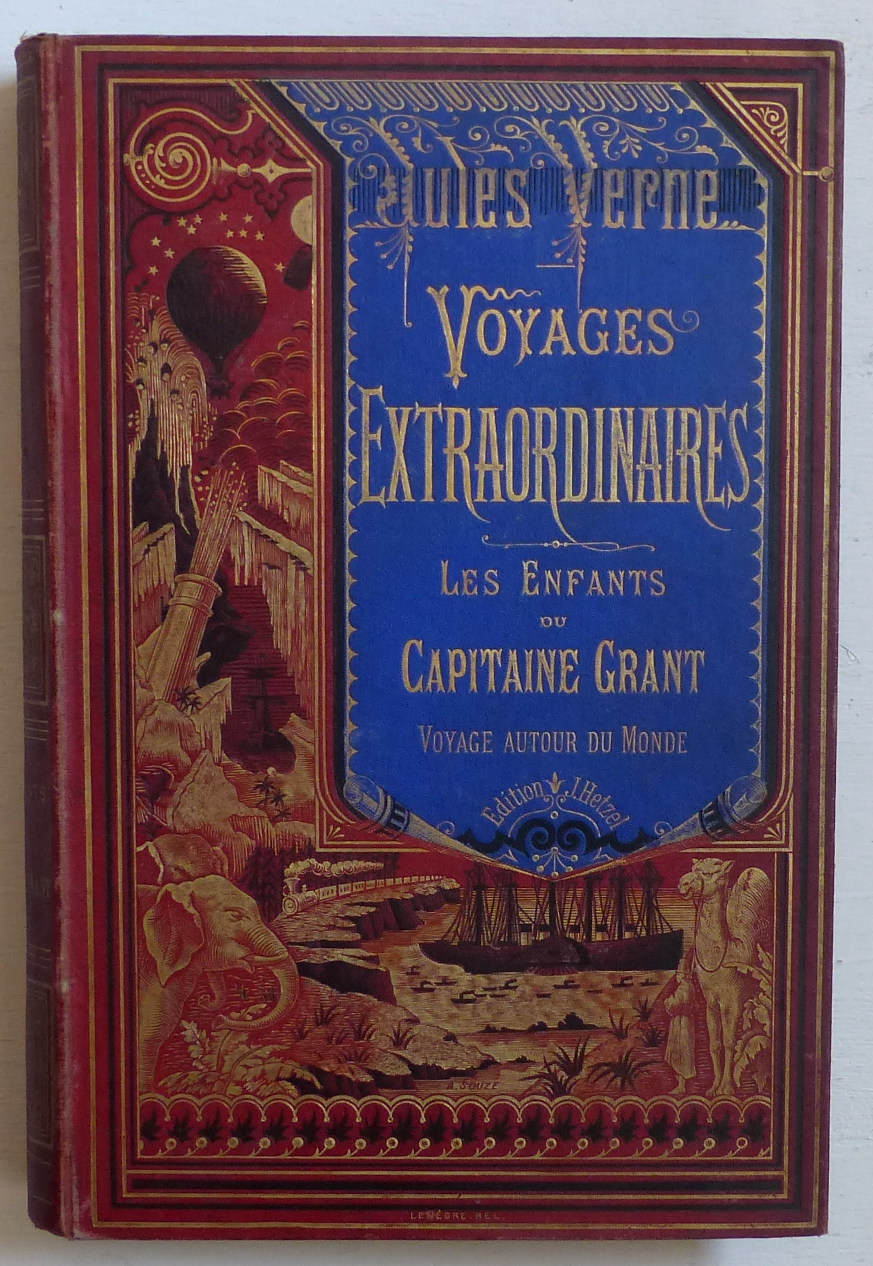 Jules Verne
VOYAGES
EXTRAORDINAIRES
LES ENFANTS
DU
CAPITAINE GRANT
VOYAGE AUTOUR DU MONDE
Edition J. Hetzel
A. SOUZE
LENÈGRE. REL.